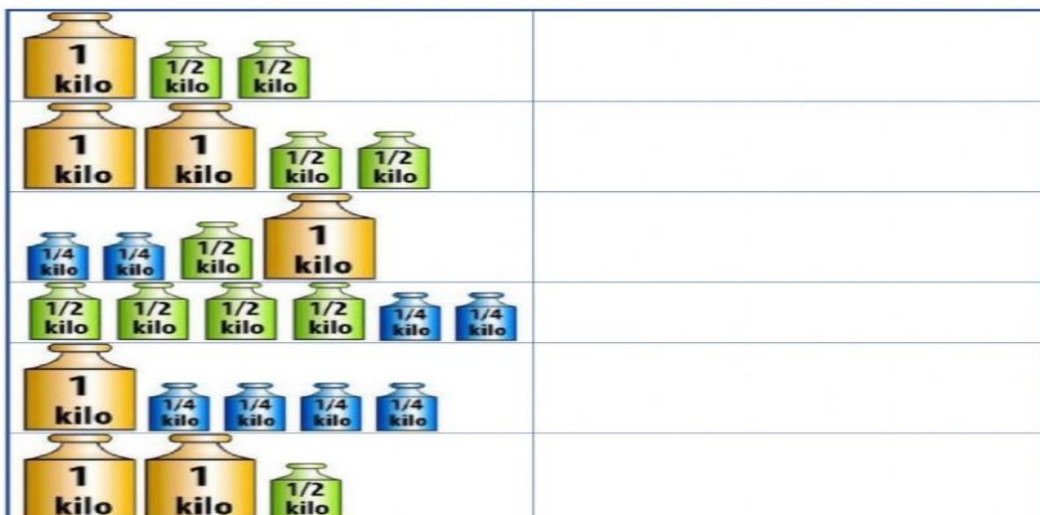 1 kilo 1/2 kilo 1/2 kilo
1 kilo 1 kilo 1/2 kilo 1/2 kilo
1/4 kilo 1/4 kilo 1/2 kilo 1 kilo
1/2 kilo 1/2 kilo 1/2 kilo 1/2 kilo 1/4 kilo 1/4 kilo
1 kilo 1/4 kilo 1/4 kilo 1/4 kilo 1/4 kilo
1 kilo 1 kilo 1/2 kilo